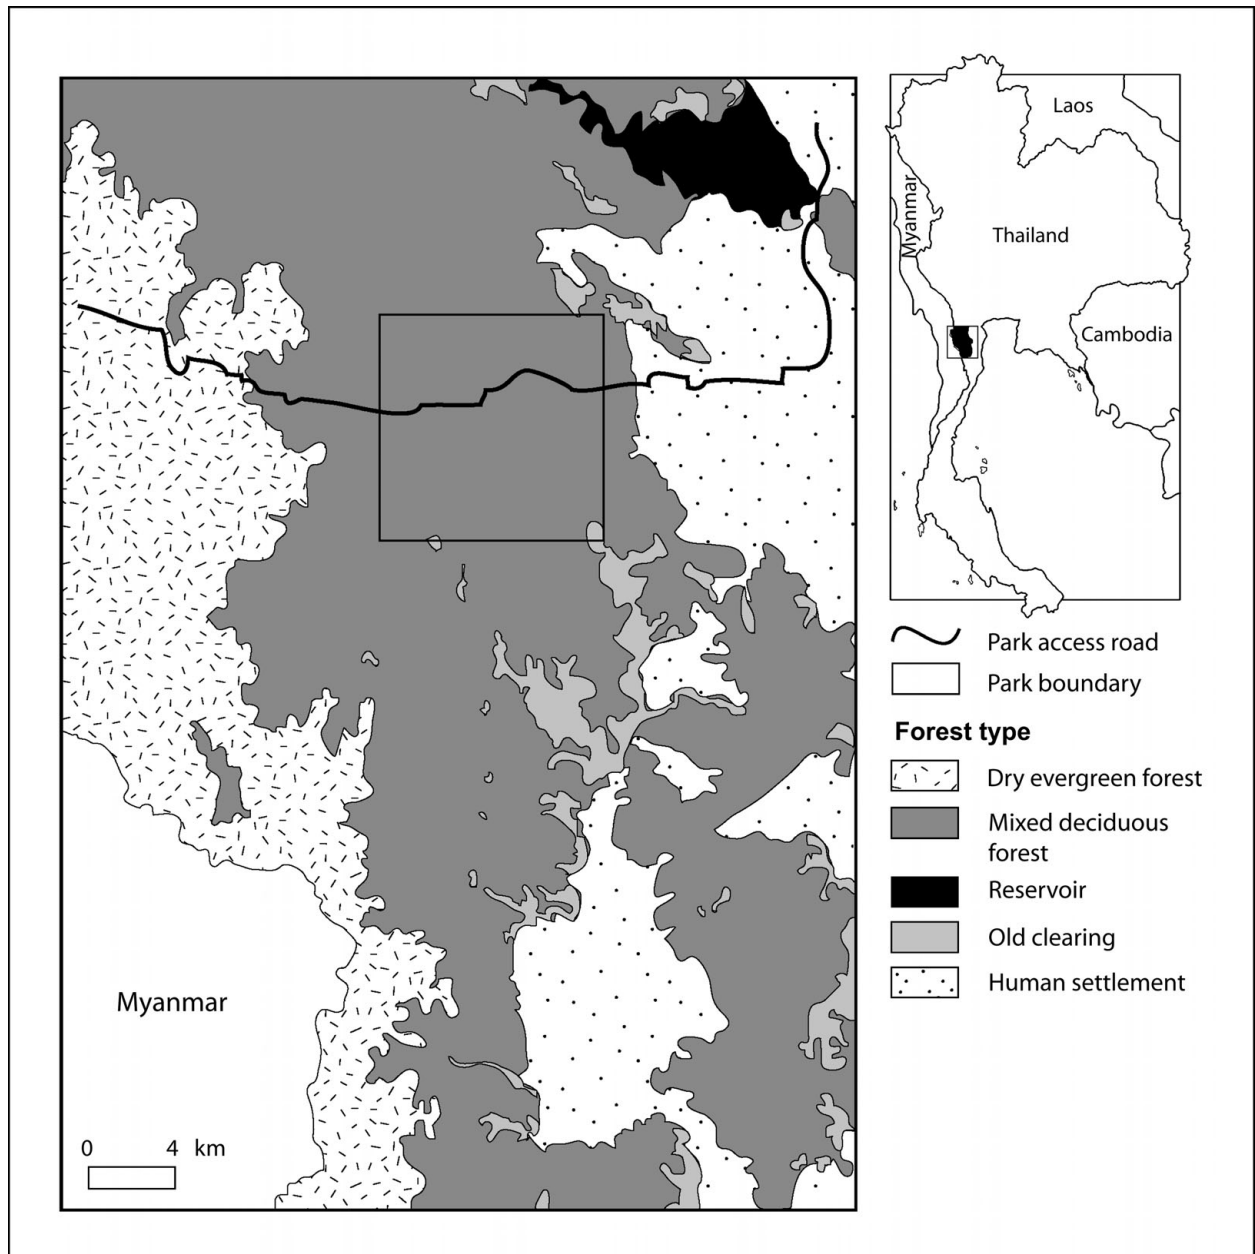 Laos
Myanmar
Thailand
Cambodia
Park access road
Park boundary
Forest type
Dry evergreen forest
Mixed deciduous
forest
Reservoir
Old clearing
Human settlement
Myanmar
0 4 km